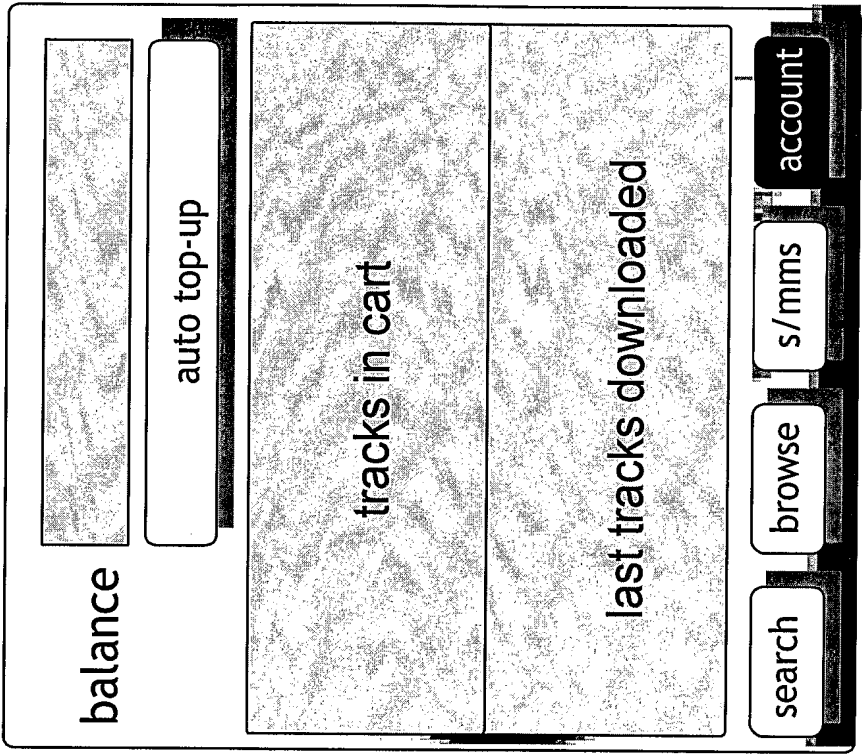 balance
auto top-up
tracks in cart
last tracks downloaded
search browse s/mms account